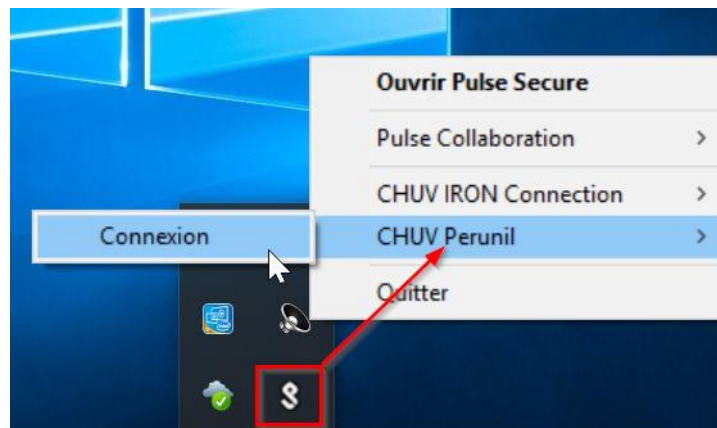 Ouvrir Pulse Secure
Pulse Collaboration
CHUV IRON Connection
Connexion
CHUV Perunil
Quitter